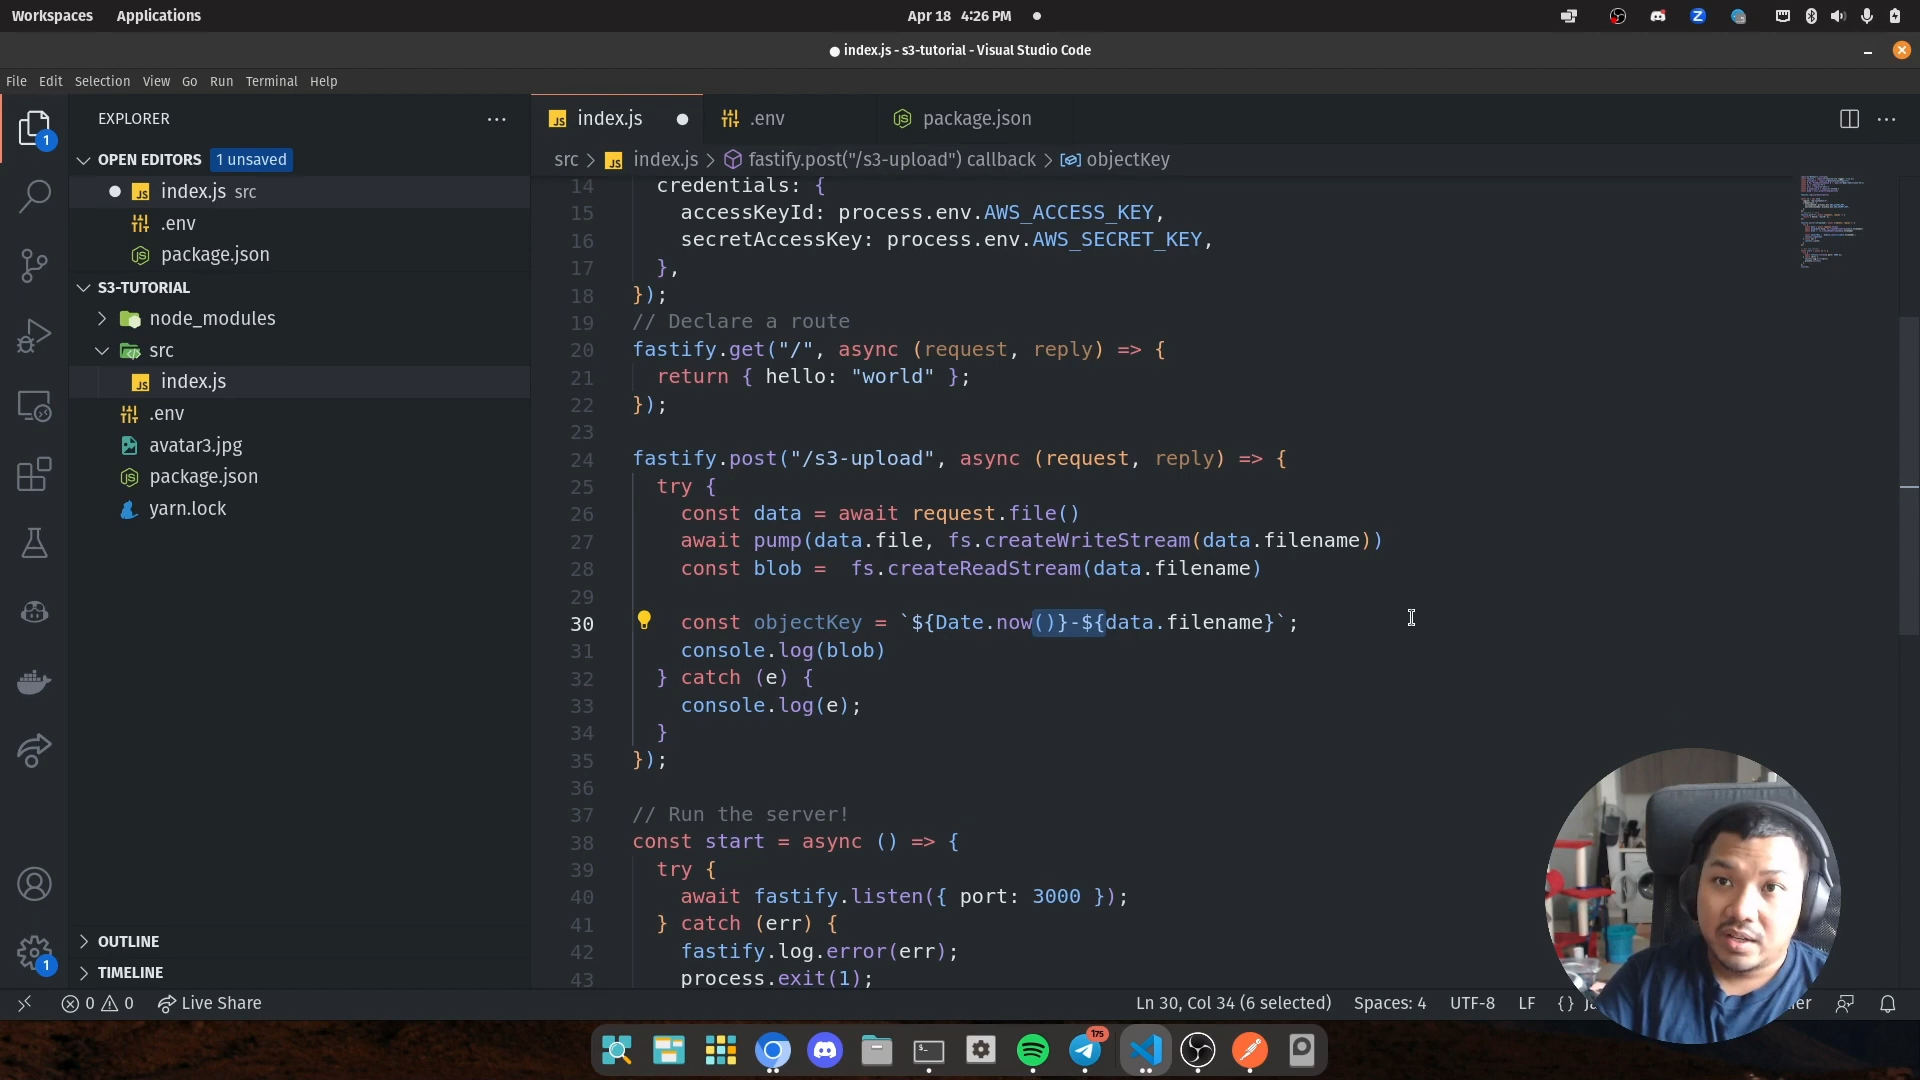 Workspaces Applications Apr 18 4:26 PM
index.js - s3-tutorial - Visual Studio Code
File Edit Selection View Go Run Terminal Help
EXPLORER
index.js .env package.json
OPEN EDITORS 1 unsaved
src > index.js > fastify.post("/s3-upload") callback > objectKey
index.js src
.env
package.json
S3-TUTORIAL
node_modules
src
index.js
.env
avatar3.jpg
package.json
yarn.lock
OUTLINE
TIMELINE
1
1
14 credentials: {
15 accessKeyId: process.env.AWS_ACCESS_KEY,
16 secretAccessKey: process.env.AWS_SECRET_KEY,
17 },
18 });
19 // Declare a route
20 fastify.get("/", async (request, reply) => {
21 return { hello: "world" };
22 });
23
24 fastify.post("/s3-upload", async (request, reply) => {
25 try {
26 const data = await request.file()
27 await pump(data.file, fs.createWriteStream(data.filename))
28 const blob =  fs.createReadStream(data.filename)
29
30 const objectKey = `${Date.now()}-${data.filename}`;
31 console.log(blob)
32 } catch (e) {
33 console.log(e);
34 }
35 });
36
37 // Run the server!
38 const start = async () => {
39 try {
40 await fastify.listen({ port: 3000 });
41 } catch (err) {
42 fastify.log.error(err);
43 process.exit(1);
0 0 Live Share Ln 30, Col 34 (6 selected) Spaces: 4 UTF-8 LF {}
175